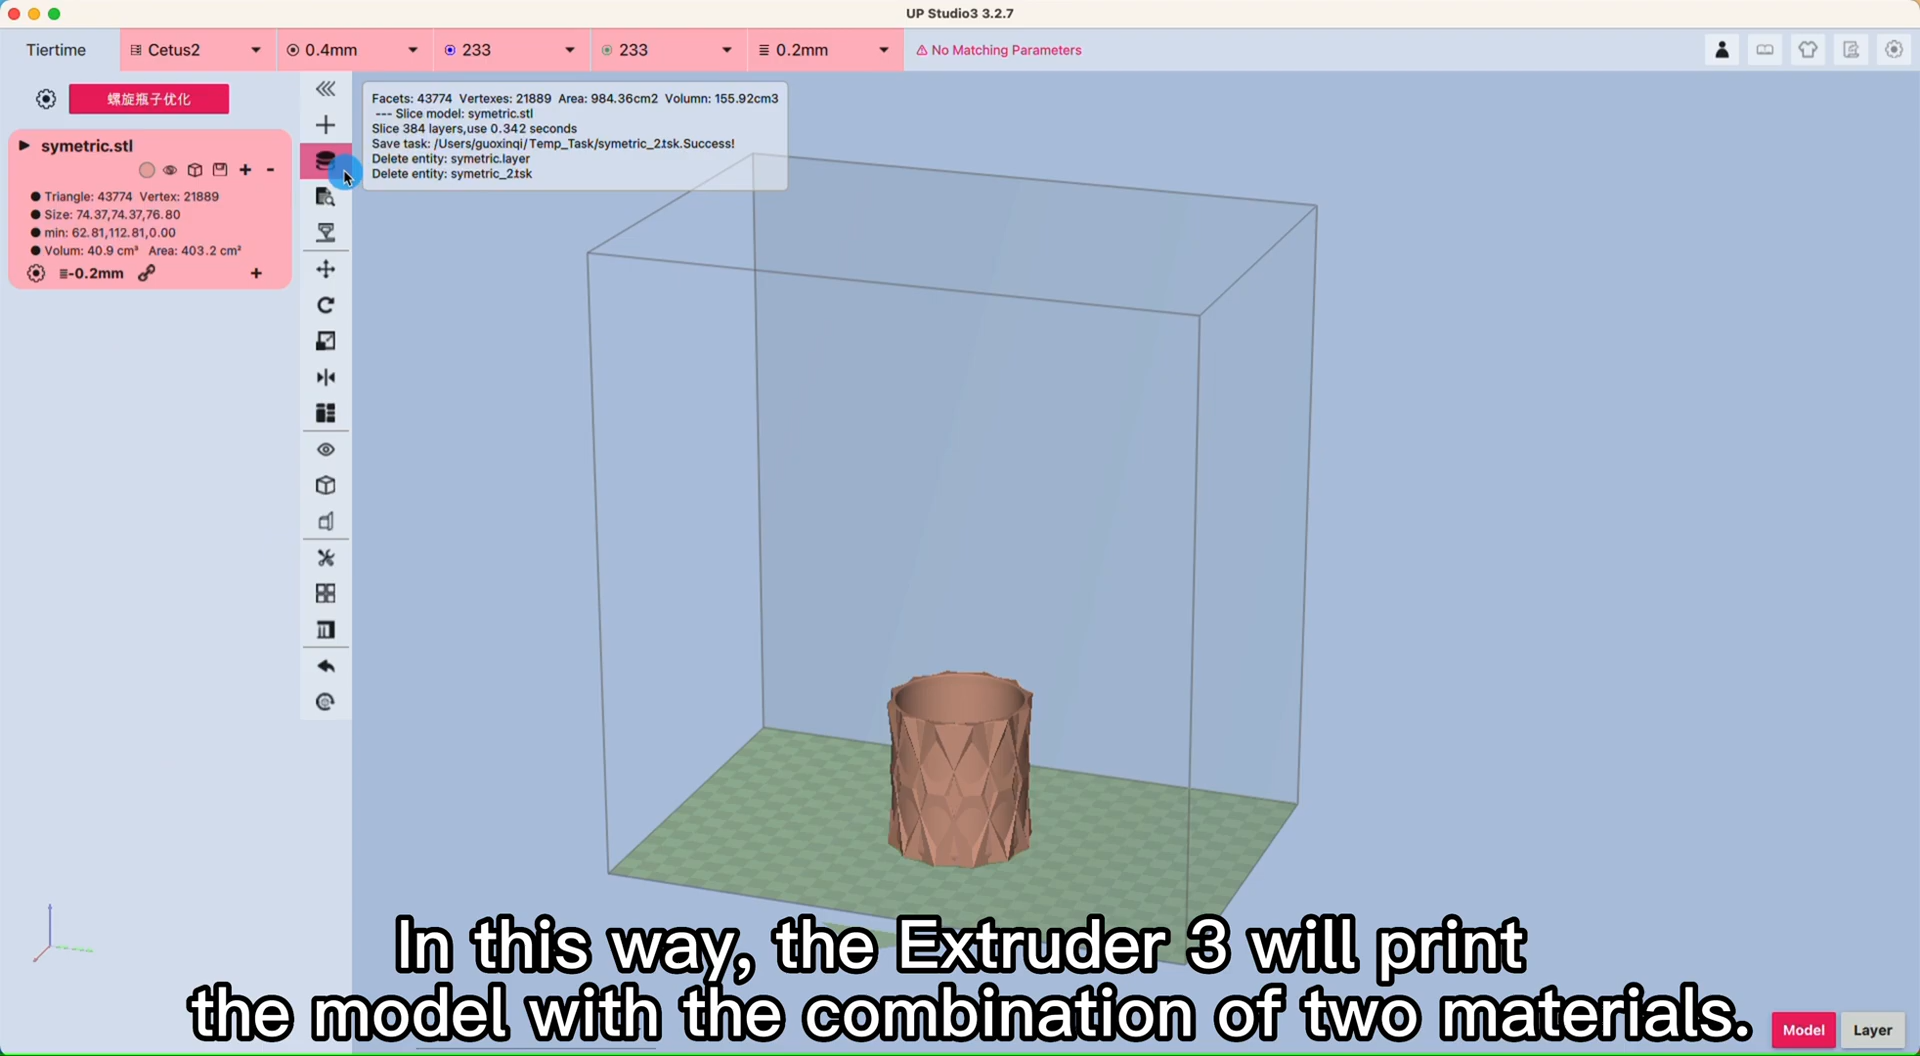 UP Studio3 3.2.7
Tiertime
Cetus2
0.4mm
233
233
0.2mm
No Matching Parameters
螺旋瓶子优化
symetric.stl
Triangle: 43774 Vertex: 21889
Size: 74.37,74.37,76.80
min: 62.81,112.81,0.00
Volum: 40.9 cm³ Area: 403.2 cm²
-0.2mm
Facets: 43774 Vertexes: 21889 Area: 984.36cm2 Volumn: 155.92cm3
--- Slice model: symetric.stl
Slice 384 layers,use 0.342 seconds
Save task: /Users/guoxinqi/Temp_Task/symetric_2.tsk.Success!
Delete entity: symetric.layer
Delete entity: symetric_2.tsk
In this way, the Extruder 3 will print
the model with the combination of two materials.
Model
Layer